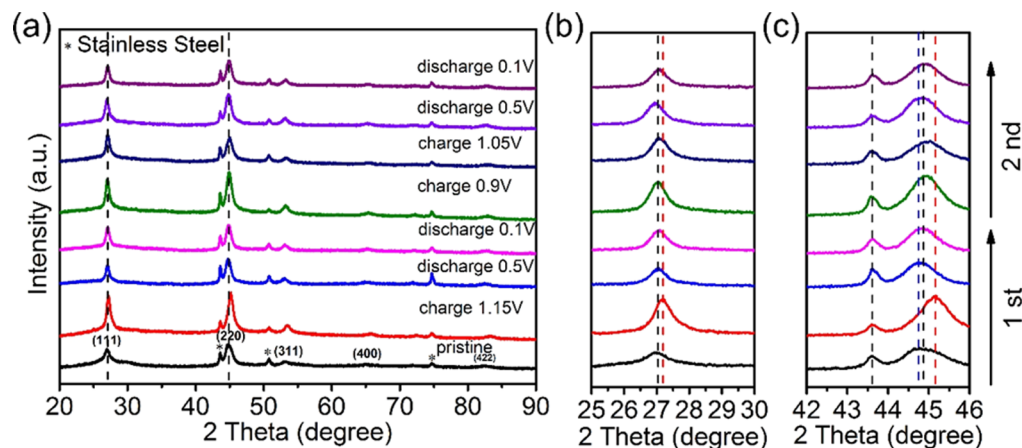 (a)
* Stainless Steel
discharge 0.1V
discharge 0.5V
charge 1.05V
charge 0.9V
discharge 0.1V
discharge 0.5V
charge 1.15V
pristine
(111)
(220)
*
*
(311)
(400)
*
(422)
Intensity (a.u.)
20 30 40 50 60 70 80 90
2 Theta (degree)
(b)
25 26 27 28 29 30
2 Theta (degree)
(c)
42 43 44 45 46
2 Theta (degree)
2 nd
1 st